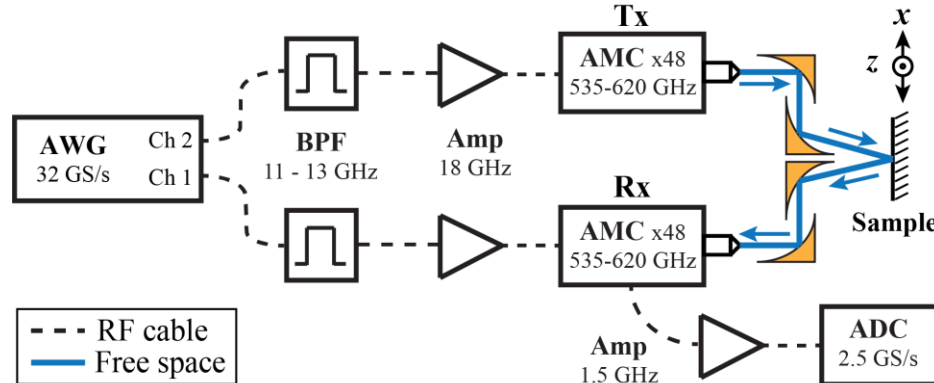 Tx
AMC x48
535-620 GHz
x
z
BPF
11 - 13 GHz
Amp
18 GHz
AWG
32 GS/s
Ch 2
Ch 1
Rx
AMC x48
535-620 GHz
Sample
RF cable
Free space
Amp
1.5 GHz
ADC
2.5 GS/s